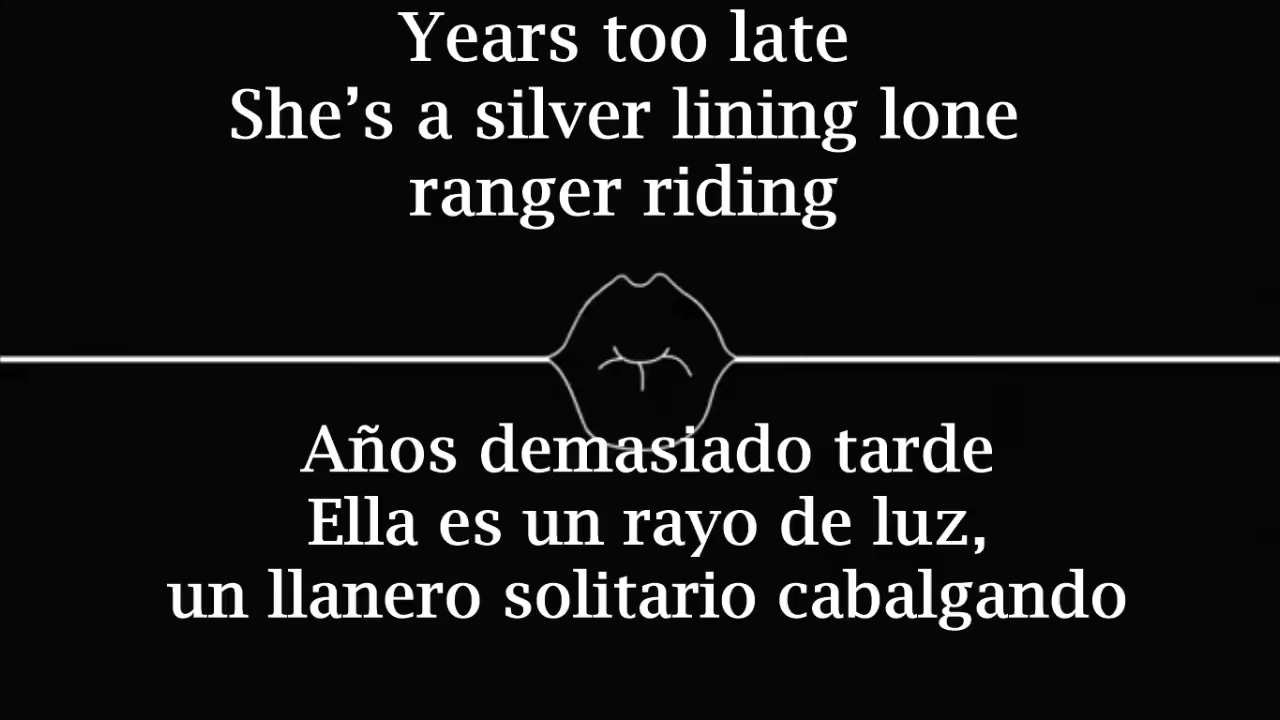 Years too late
She’s a silver lining lone
ranger riding
Años demasiado tarde
Ella es un rayo de luz,
un llanero solitario cabalgando